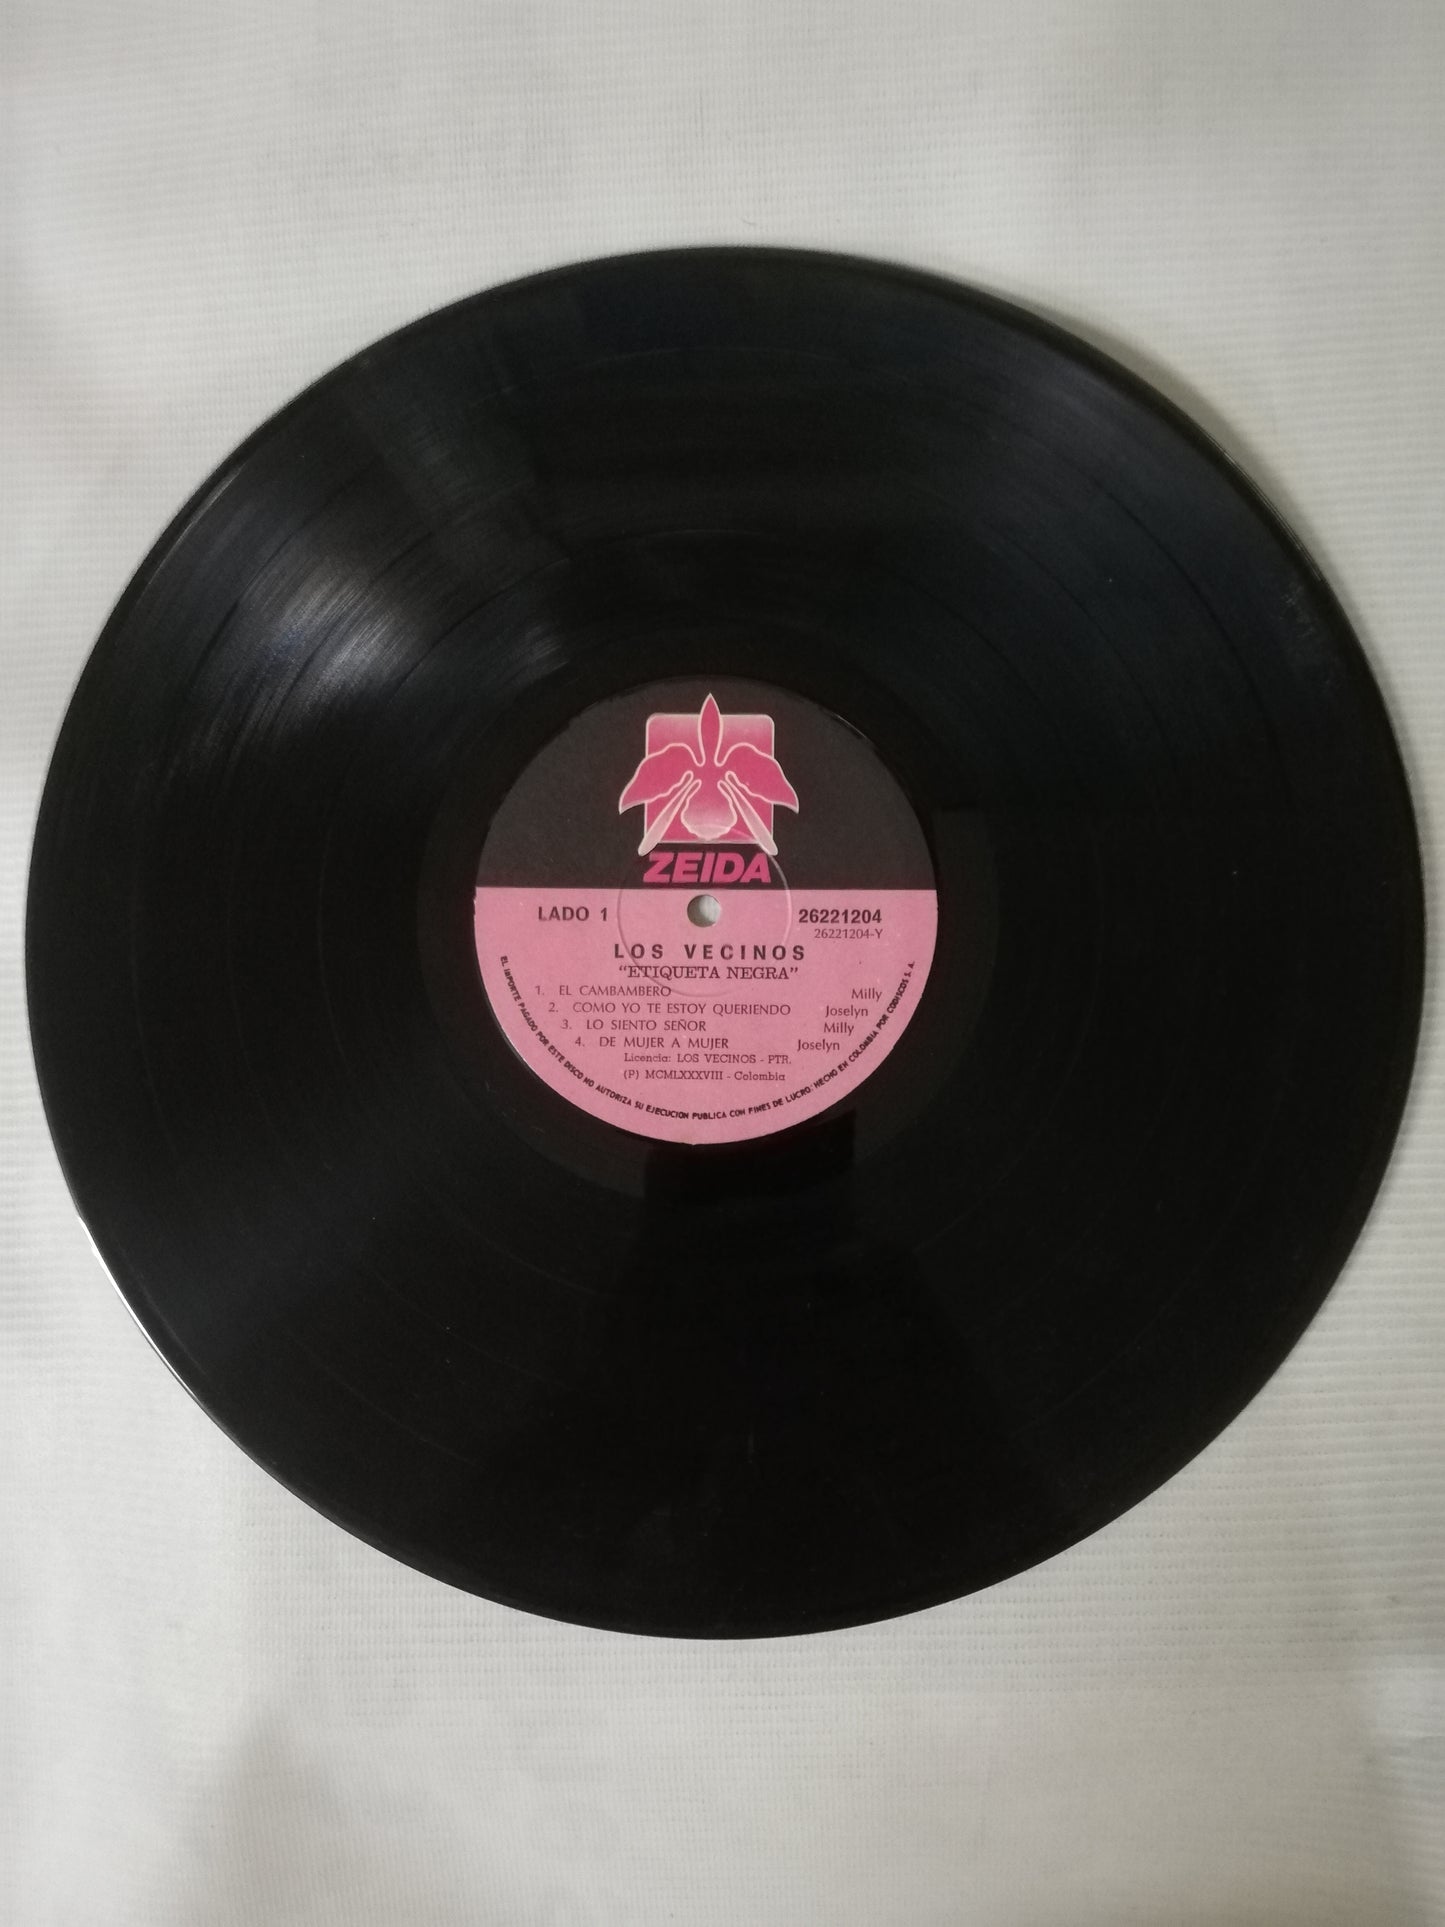 ZEIDA
LADO 1
26221204
26221204-Y
LOS VECINOS
"ETIQUETA NEGRA"
1. EL CAMBAMBERO Milly
2. COMO YO TE ESTOY QUERIENDO Joselyn
3. LO SIENTO SEÑOR Milly
4. DE MUJER A MUJER Joselyn
Licencia: LOS VECINOS - PTR.
(P) MCMLXXXVIII - Colombia
EL IMPORTE PAGADO POR ESTE DISCO NO AUTORIZA SU EJECUCION PUBLICA CON FINES DE LUCRO: HECHO EN COLOMBIA POR CODISCOS S. A.